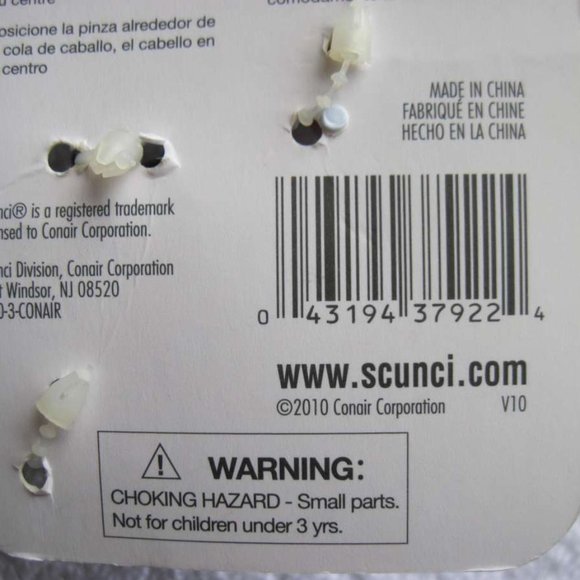 centro
osicione la pinza alrededor de
cola de caballo, el cabello en
centro
MADE IN CHINA
FABRIQUÉ EN CHINE
HECHO EN LA CHINA
nci® is a registered trademark
nsed to Conair Corporation.
nci Division, Conair Corporation
t Windsor, NJ 08520
0-3-CONAIR
0 43194 37922 4
www.scunci.com
©2010 Conair Corporation V10
WARNING:
CHOKING HAZARD - Small parts.
Not for children under 3 yrs.